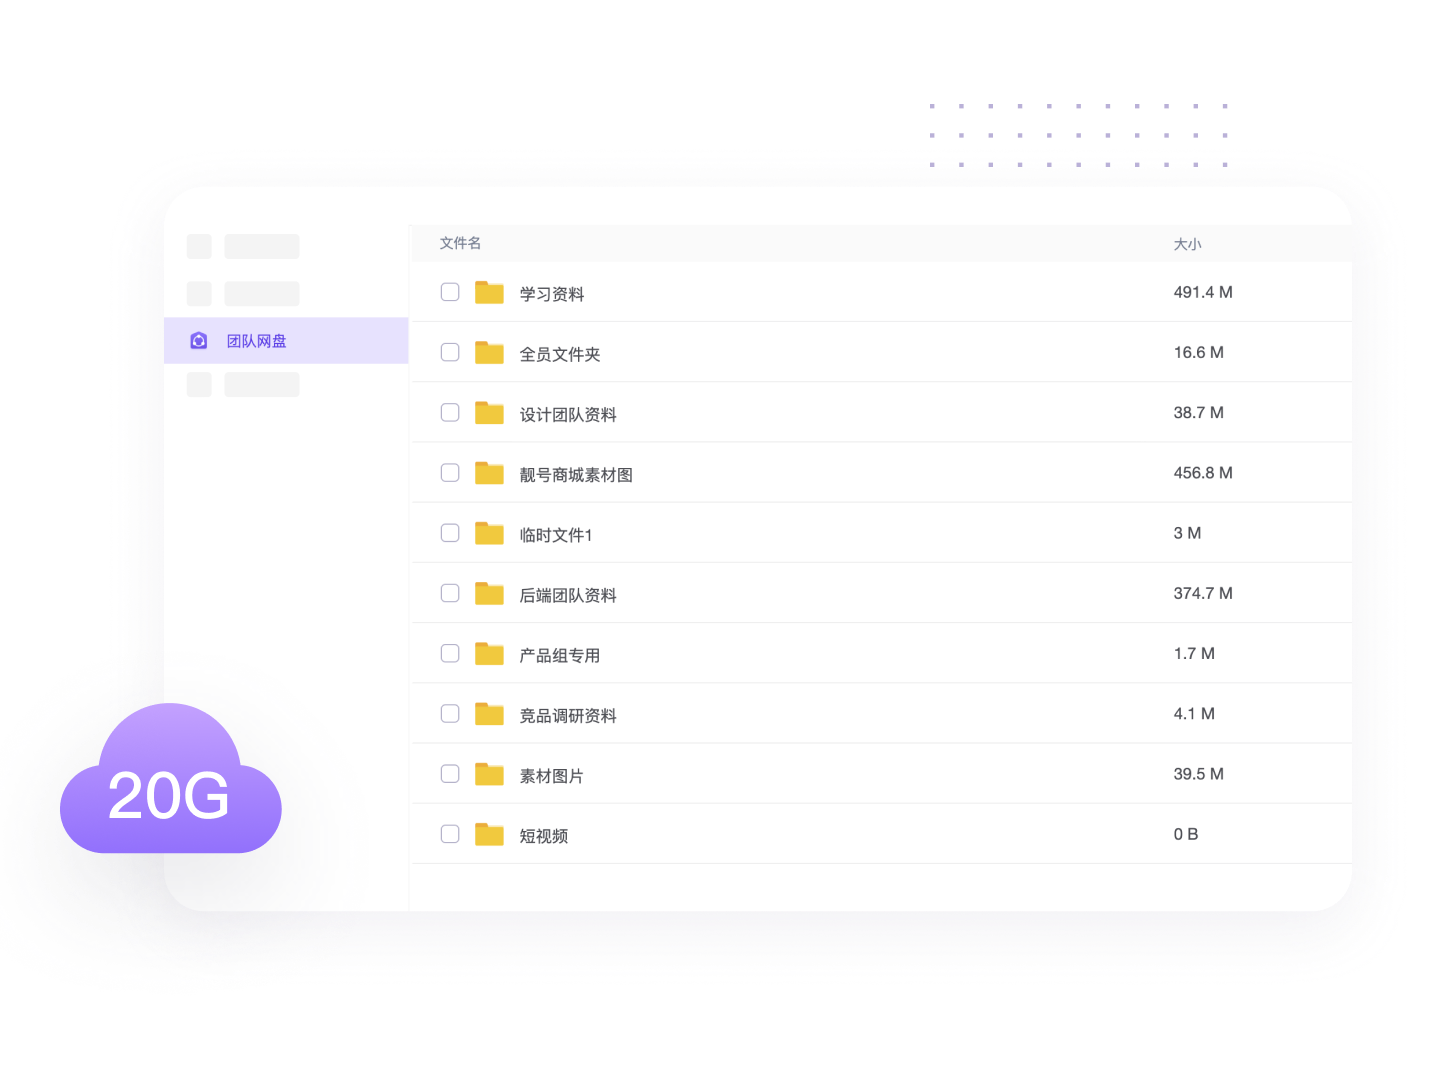 文件名 大小
学习资料 491.4 M
全员文件夹 16.6 M
团队网盘
设计团队资料 38.7 M
靓号商城素材图 456.8 M
临时文件1 3 M
后端团队资料 374.7 M
产品组专用 1.7 M
竞品调研资料 4.1 M
素材图片 39.5 M
短视频 0 B
20G